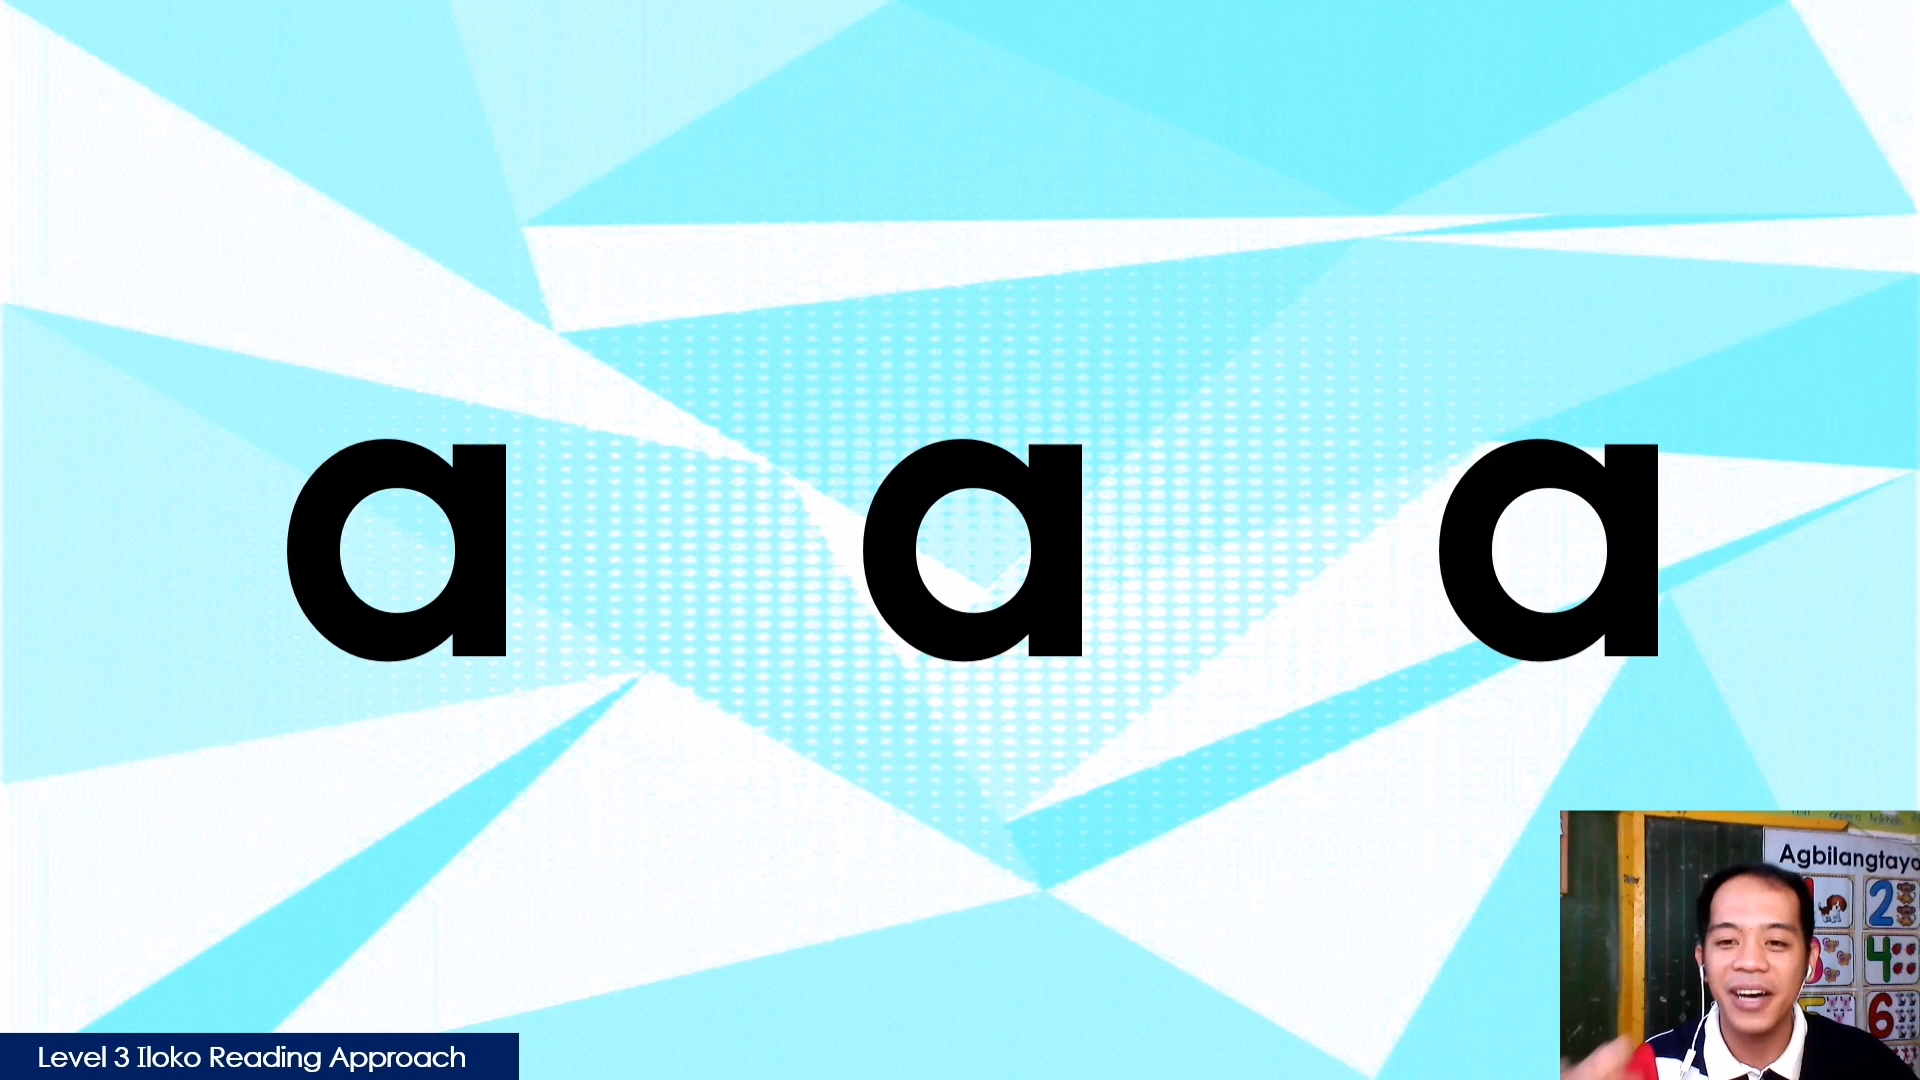 a a a
Agbilangtayo
2
4
6
Level 3 Iloko Reading Approach